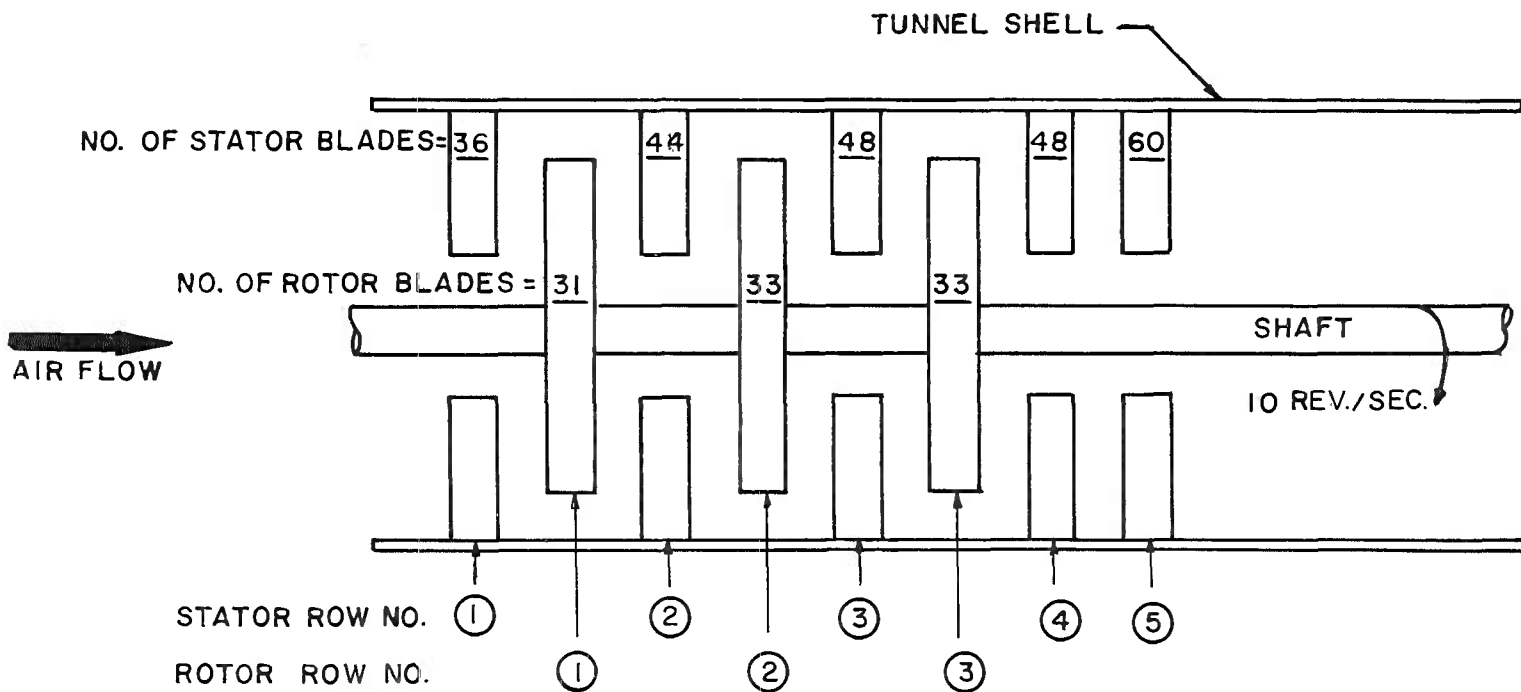 TUNNEL SHELL
NO. OF STATOR BLADES= 36 44 48 48 60
NO. OF ROTOR BLADES = 31 33 33
SHAFT
AIR FLOW
10 REV./SEC.
STATOR ROW NO. 1 2 3 4 5
ROTOR ROW NO. 1 2 3